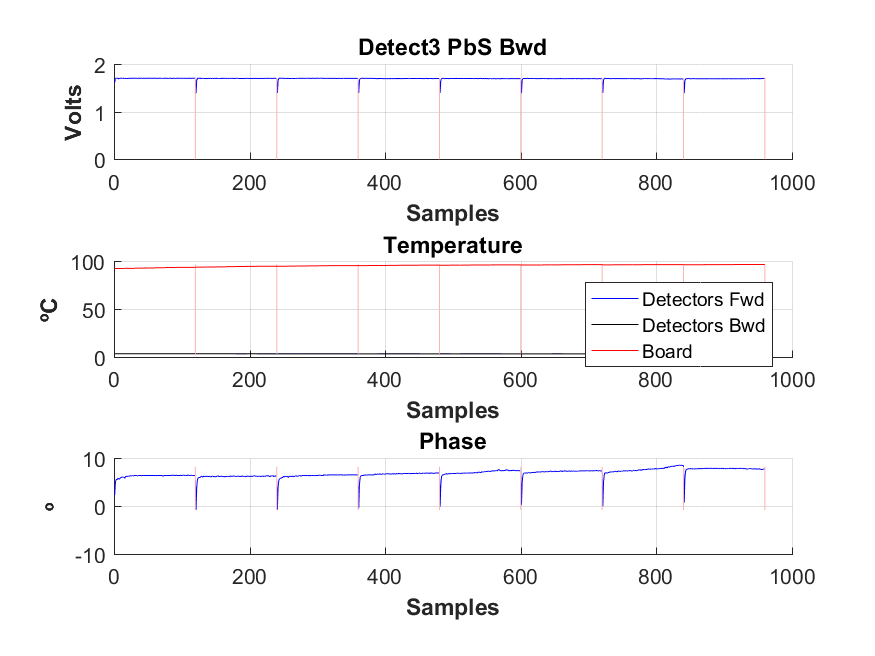 Detect3 PbS Bwd
2
1
0
Volts
0 200 400 600 800 1000
Samples
Temperature
100
50
0
ºC
Detectors Fwd
Detectors Bwd
Board
0 200 400 600 800 1000
Samples
Phase
10
0
-10
º
0 200 400 600 800 1000
Samples